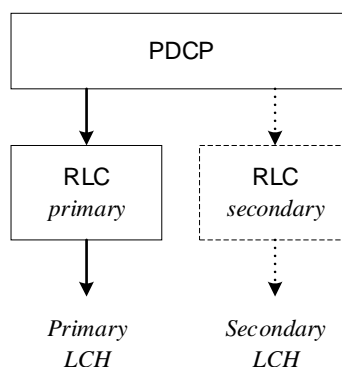 PDCP
RLC
primary
RLC
secondary
Primary
LCH
Secondary
LCH